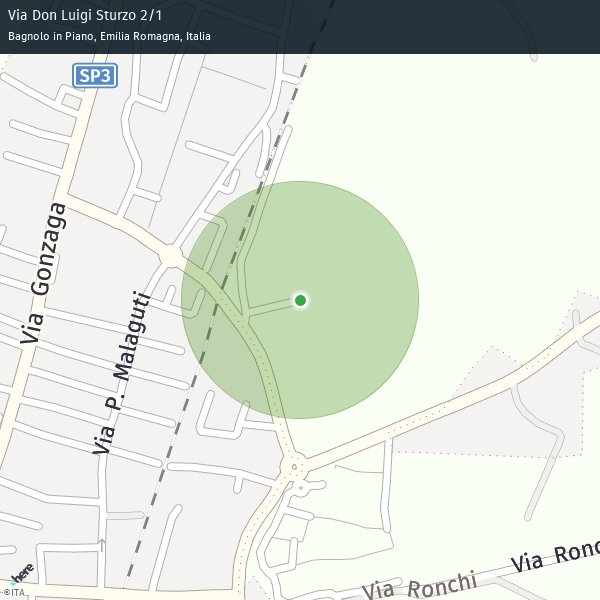 Via Don Luigi Sturzo 2/1
Bagnolo in Piano, Emilia Romagna, Italia
SP3
Via Gonzaga
Via P. Malaguti
Via Ronc
Via Ronchi
here
©ITA